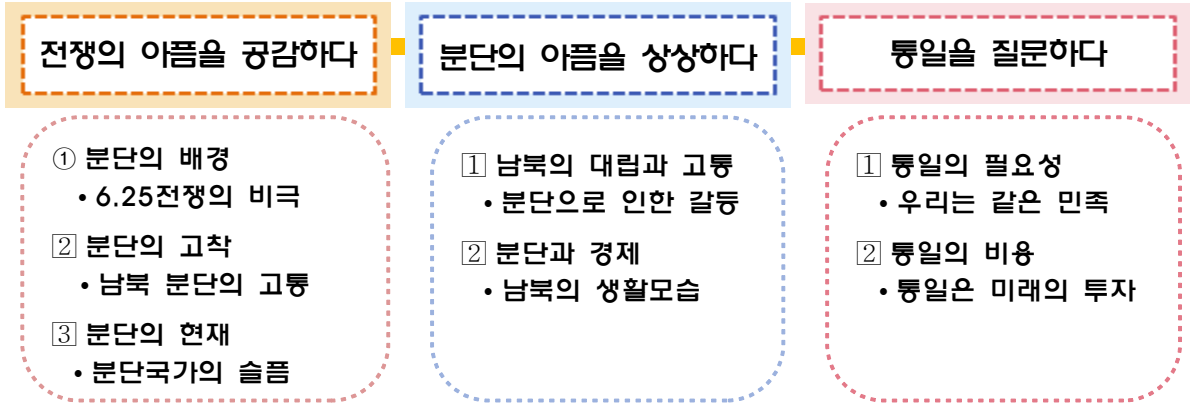 전쟁의 아픔을 공감하다
① 분단의 배경
• 6.25전쟁의 비극
2 분단의 고착
• 남북 분단의 고통
3 분단의 현재
• 분단국가의 슬픔
분단의 아픔을 상상하다
1 남북의 대립과 고통
• 분단으로 인한 갈등
2 분단과 경제
• 남북의 생활모습
통일을 질문하다
1 통일의 필요성
• 우리는 같은 민족
2 통일의 비용
• 통일은 미래의 투자